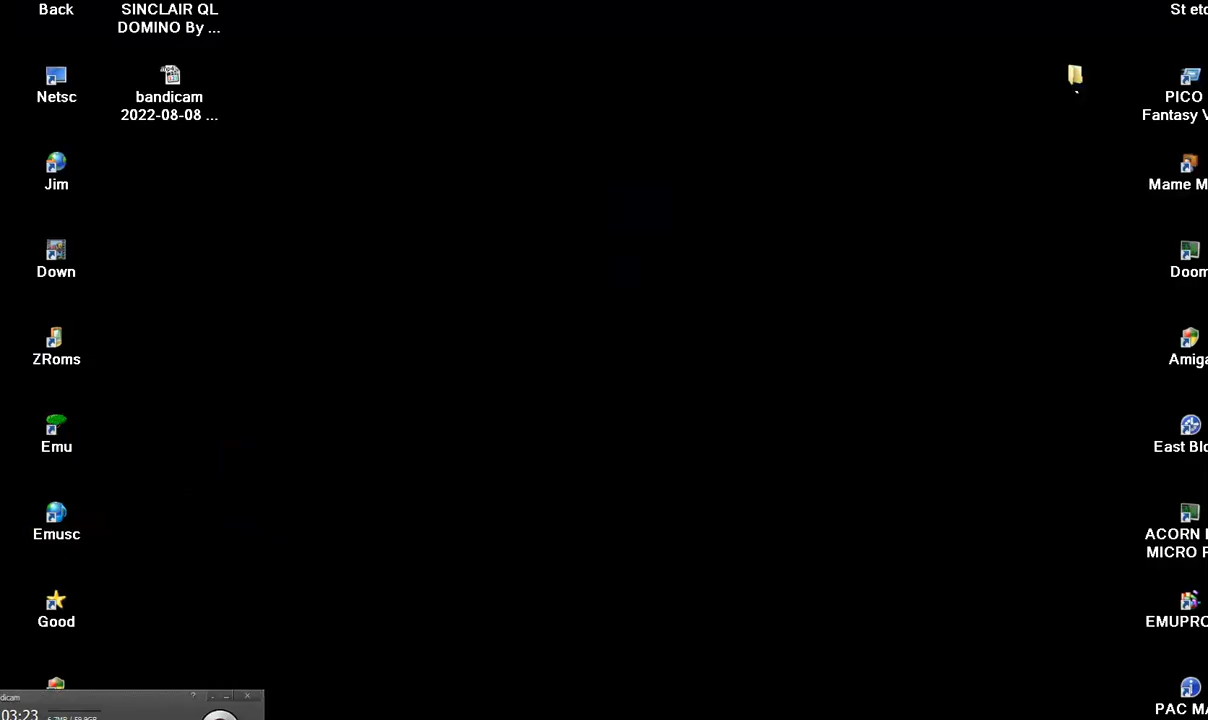 Back
SINCLAIR QL
DOMINO By ...
St etc
Netsc
bandicam
2022-08-08 ...
.
PICO
Fantasy V
Jim
Mame M
Down
Doom
ZRoms
Amiga
Emu
East Blo
Emusc
ACORN
MICRO
Good
EMUPRO
dicam
?
03:23
PAC MA